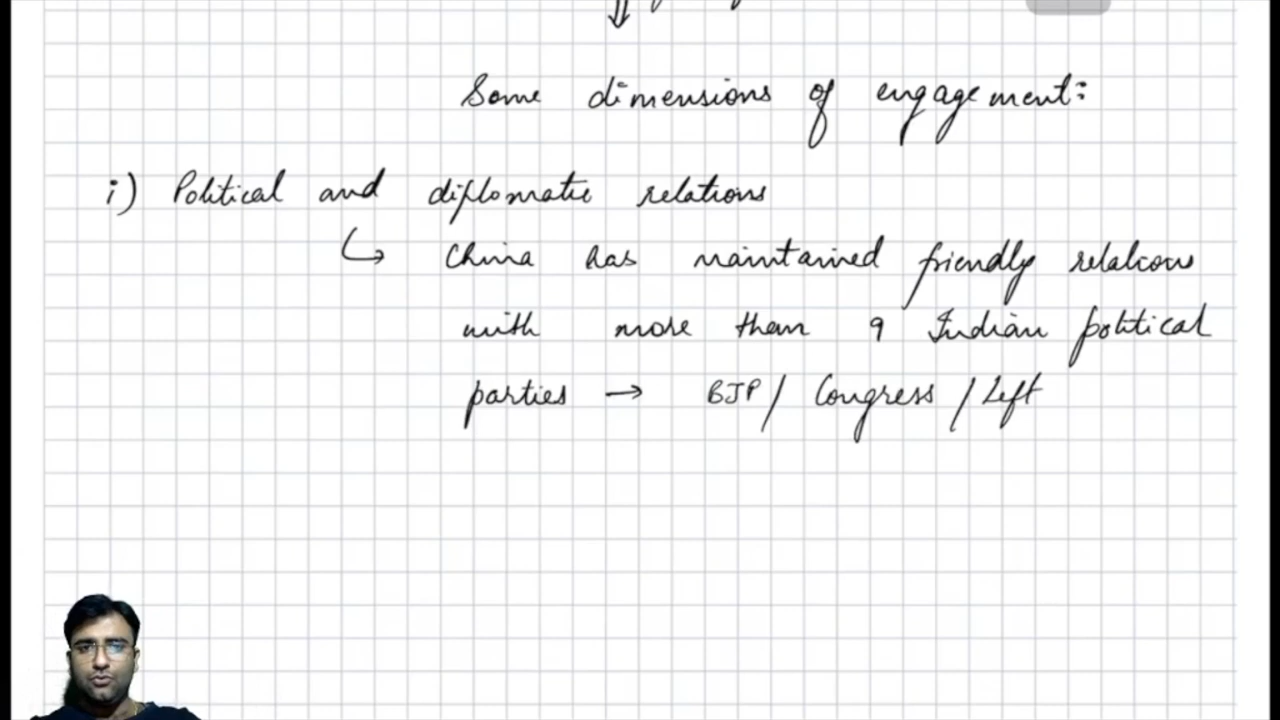 Some dimensions of engagement:
i) Political and diplomatic relations
↳ China has maintained friendly relations
with more than 9 Indian political
parties → BJP / Congress / Left